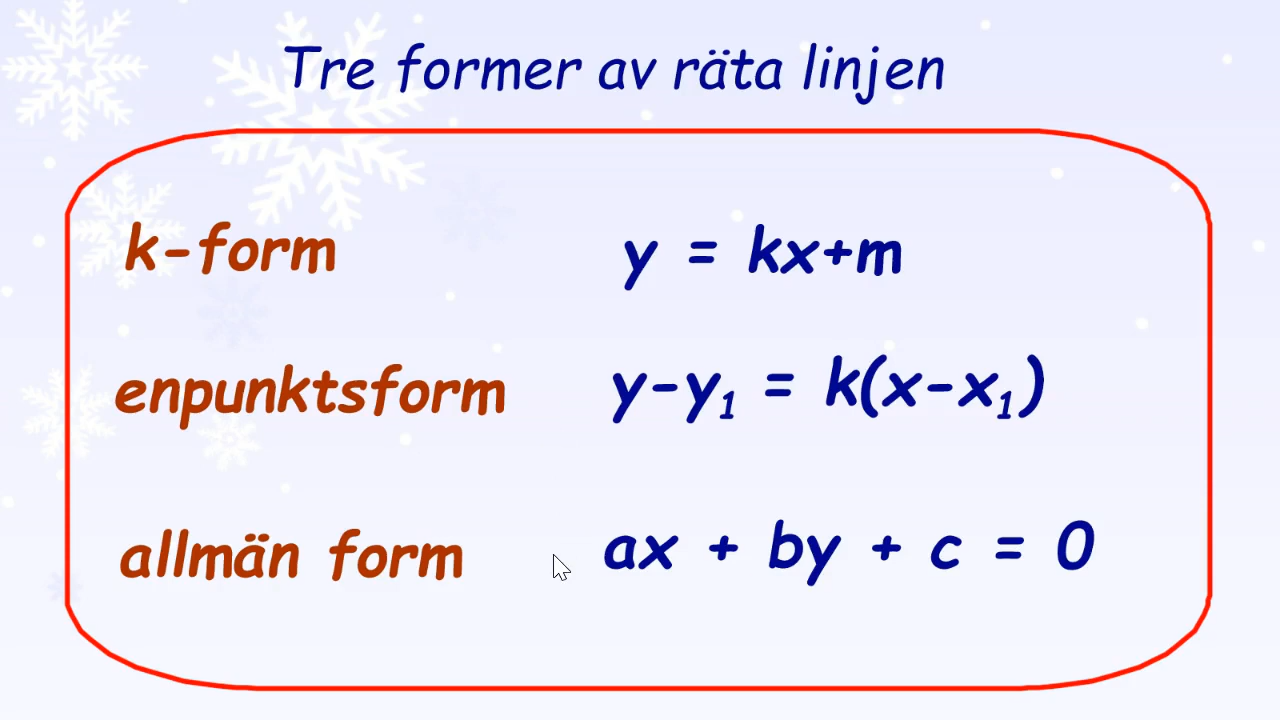 Tre former av räta linjen
k-form y = kx+m
enpunktsform y-y₁ = k(x-x₁)
allmän form ax + by + c = 0